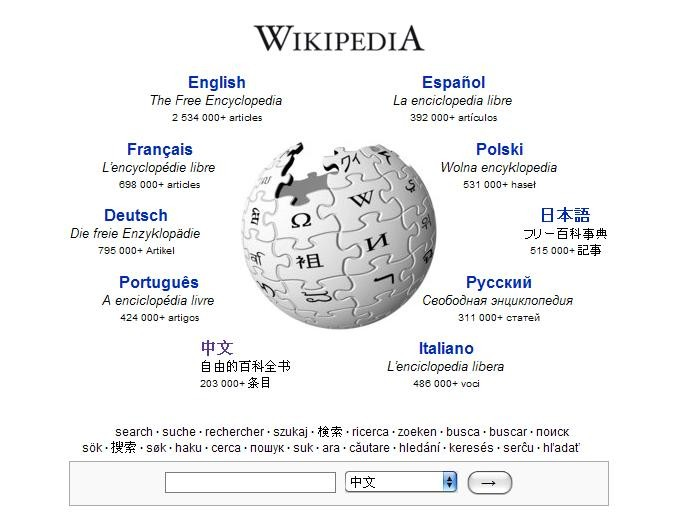 WIKIPEDIA
English
The Free Encyclopedia
2 534 000+ articles
Español
La enciclopedia libre
392 000+ artículos
Français
L'encyclopédie libre
698 000+ articles
Polski
Wolna encyklopedia
531 000+ haseł
Deutsch
Die freie Enzyklopädie
795 000+ Artikel
日本語
フリー百科事典
515 000+ 記事
Português
A enciclopédia livre
424 000+ artigos
Русский
Свободная энциклопедия
311 000+ статей
中文
自由的百科全书
203 000+ 条目
Italiano
L'enciclopedia libera
486 000+ voci
Ω W
祖 И
search · suche · rechercher · szukaj · 検索 · ricerca · zoeken · busca · buscar · поиск
sök · 搜索 · søk · haku · cerca · пошук · suk · ara · căutare · hledání · keresés · serĉu · hľadať
中文 →